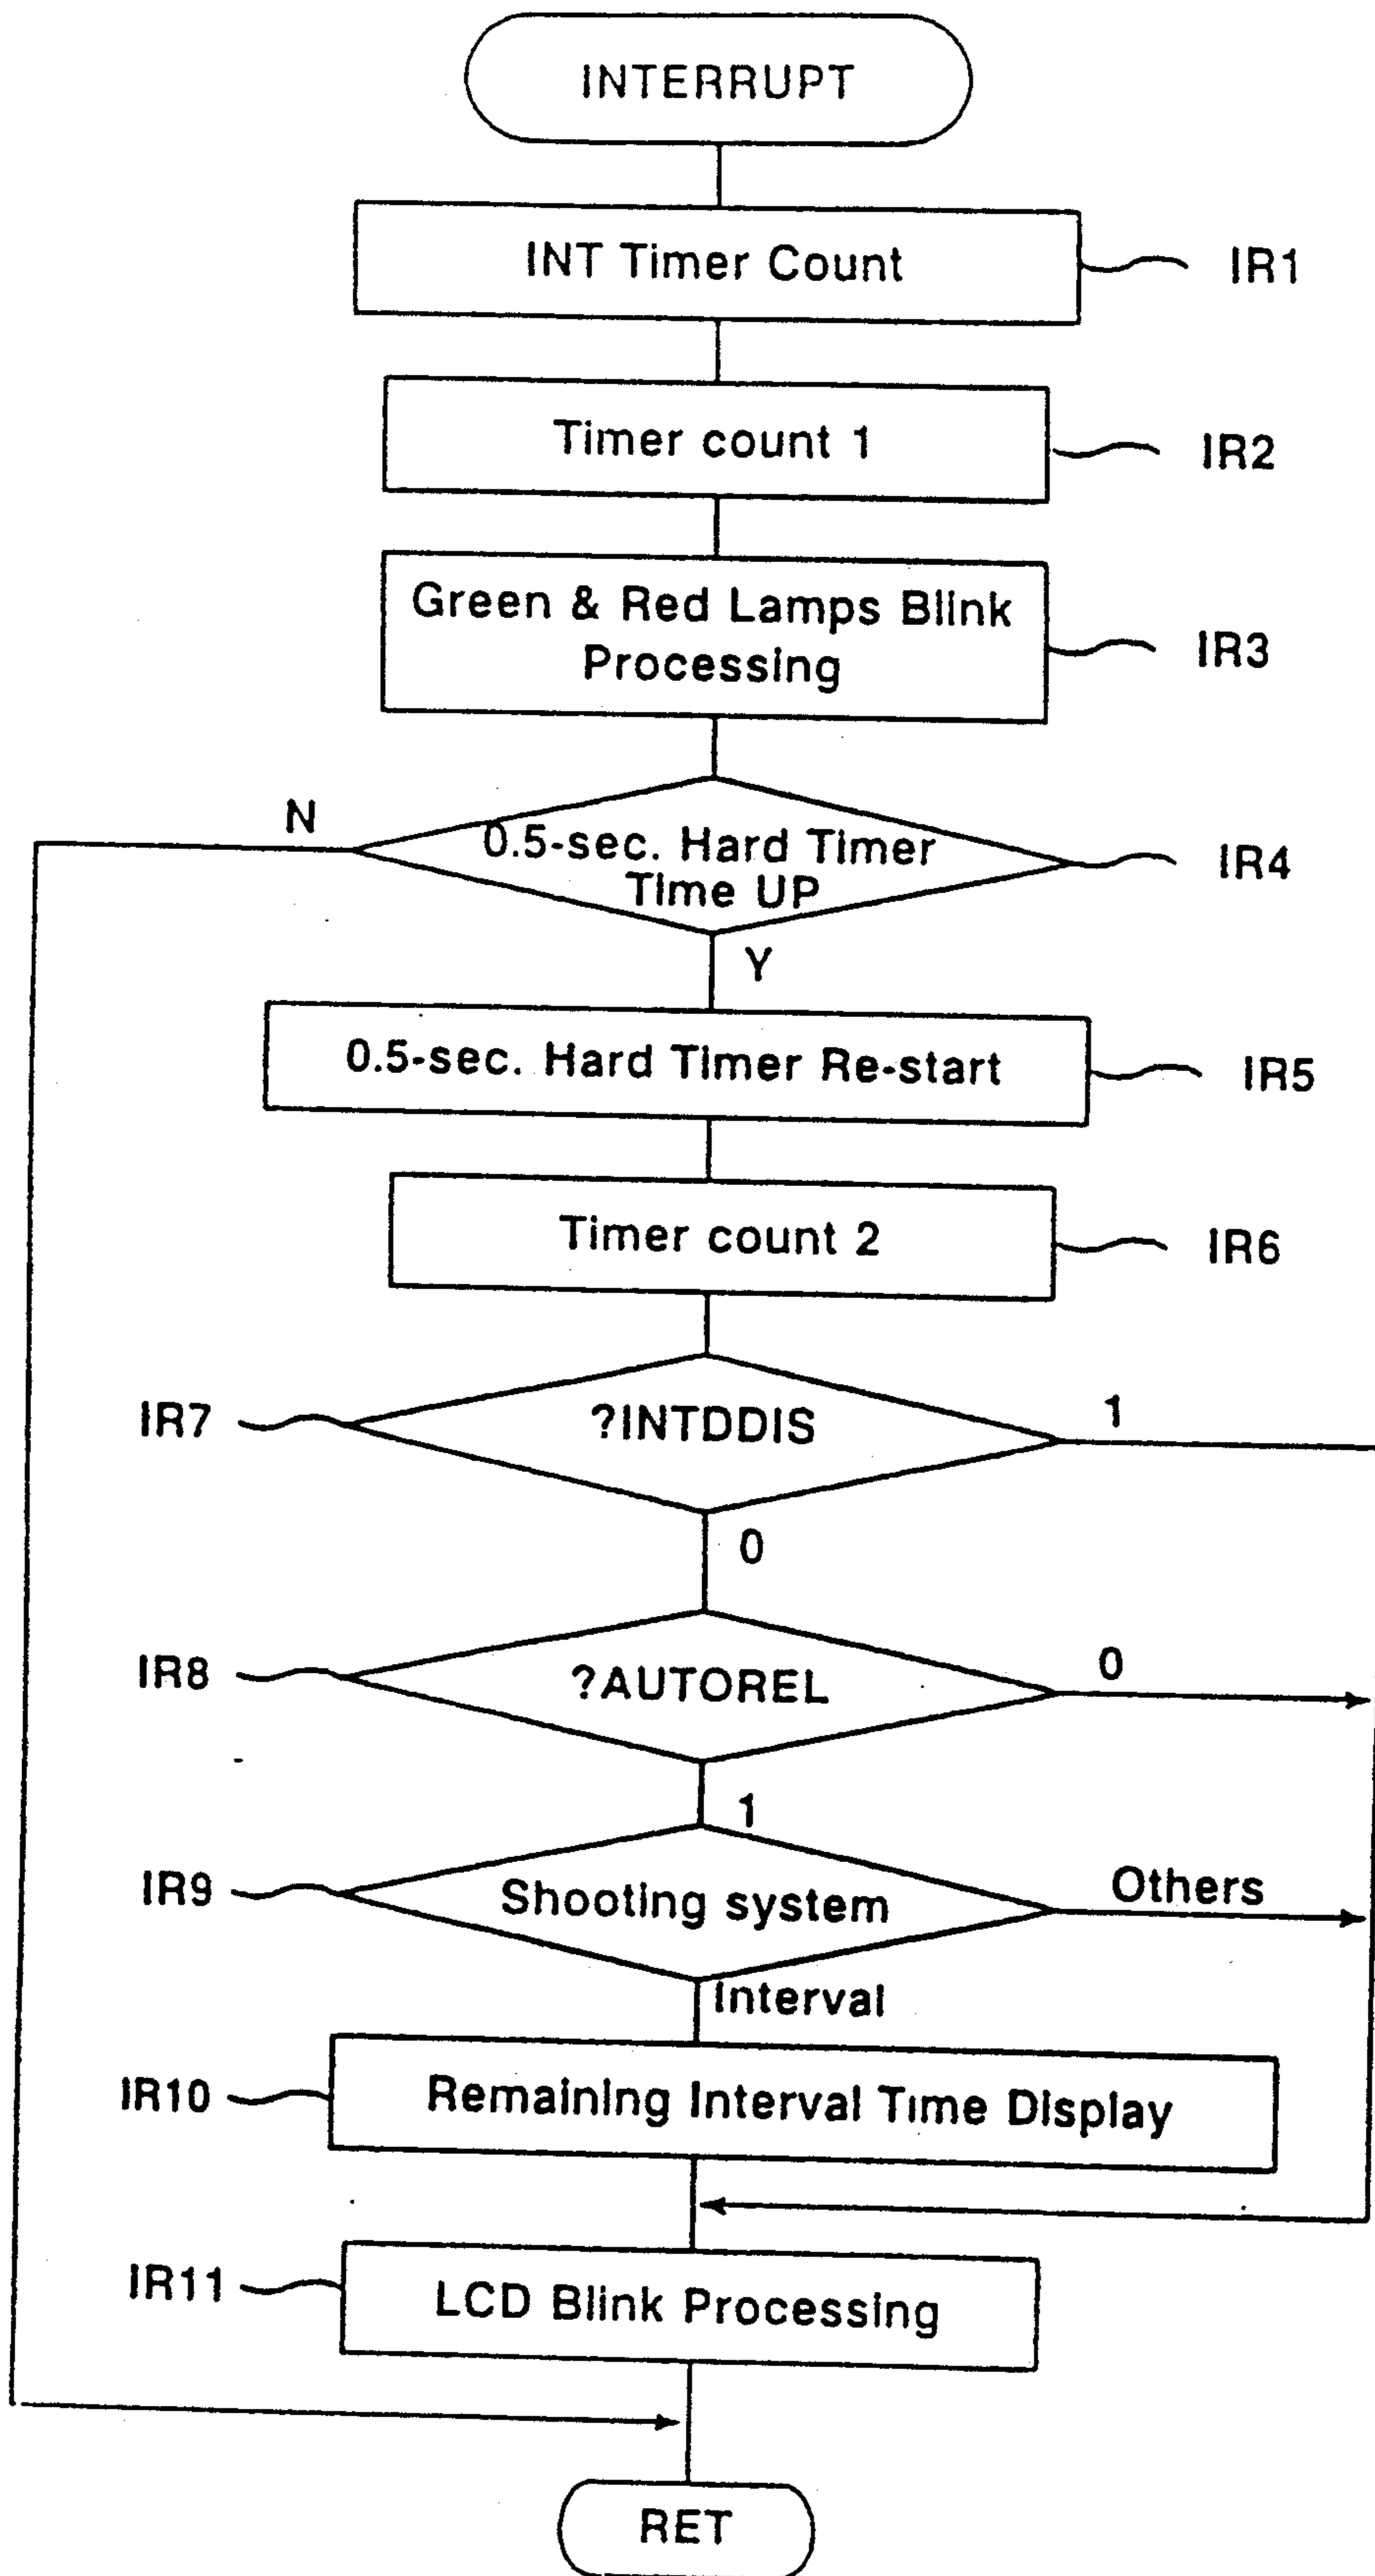 INTERRUPT
INT Timer Count
IR1
Timer count 1
IR2
Green & Red Lamps Blink
Processing
IR3
N
0.5-sec. Hard Timer
Time UP
IR4
Y
0.5-sec. Hard Timer Re-start
IR5
Timer count 2
IR6
IR7
?INTDDIS
1
0
IR8
?AUTOREL
0
1
IR9
Shooting system
Others
Interval
IR10
Remaining Interval Time Display
IR11
LCD Blink Processing
RET